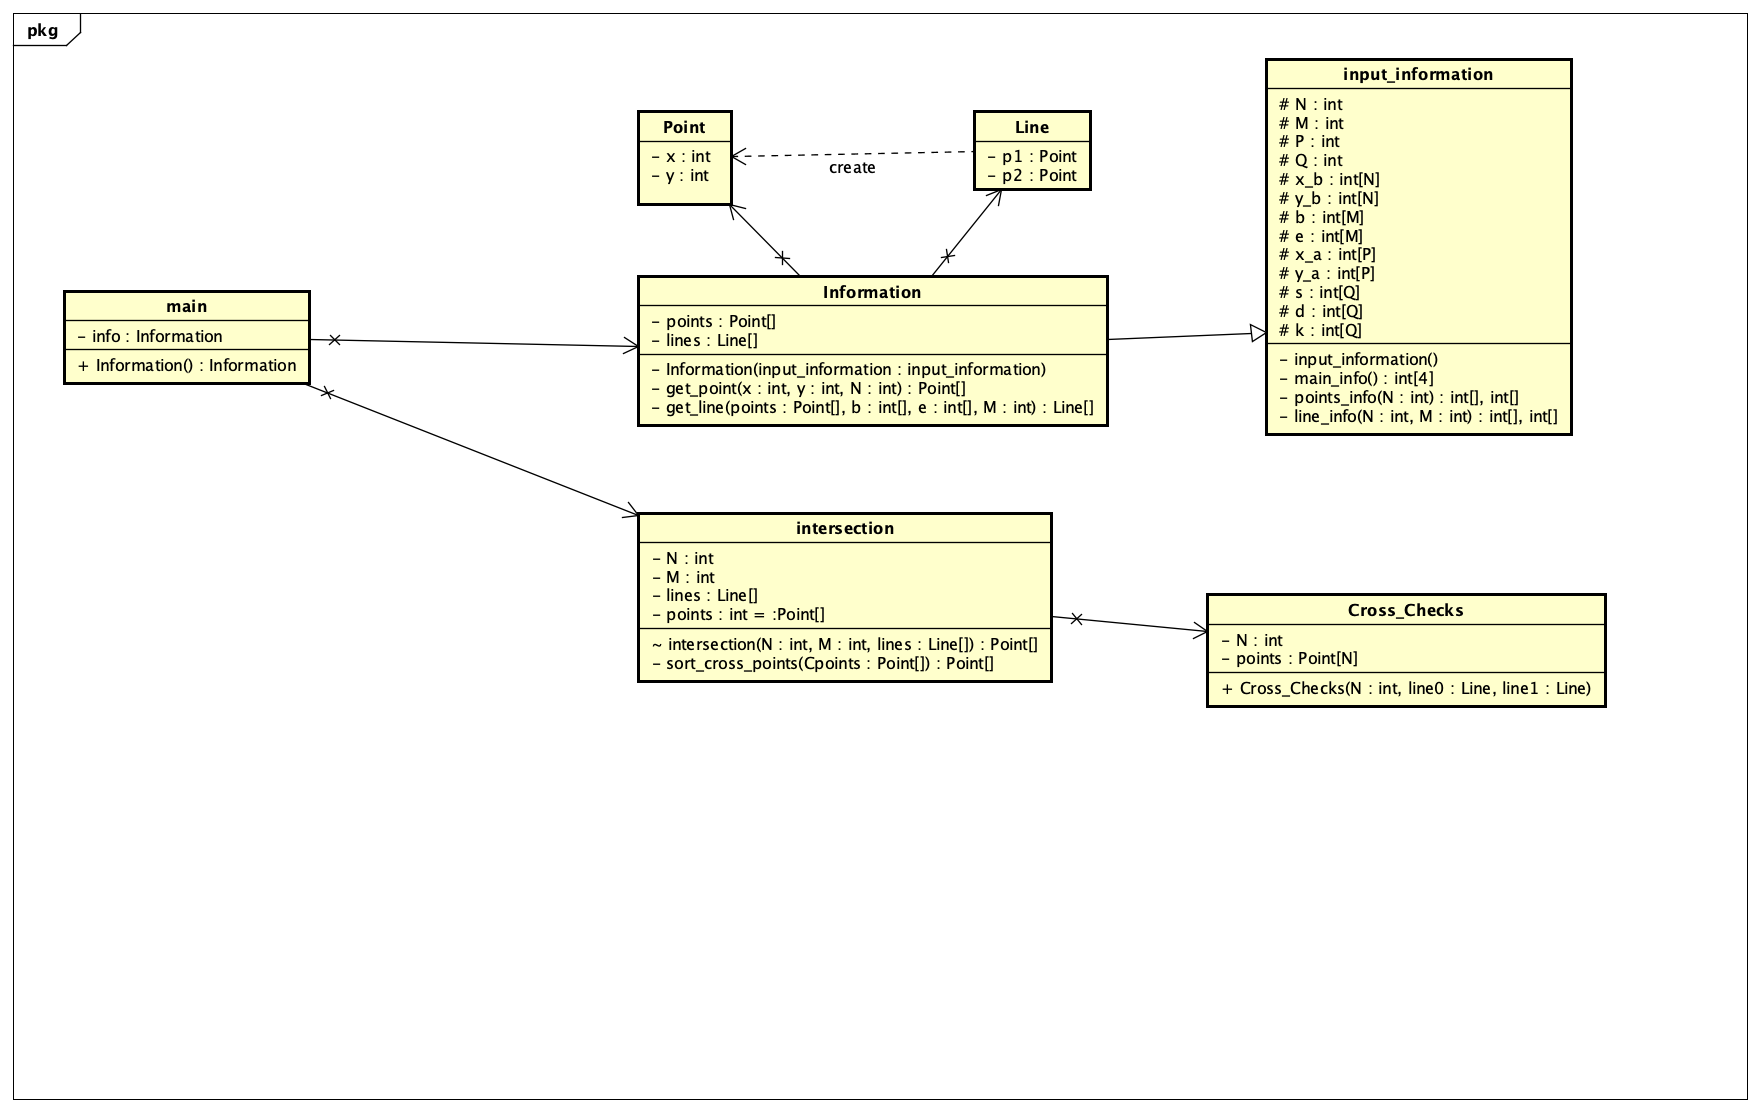 pkg
Point
- x : int
- y : int
create
Line
- p1 : Point
- p2 : Point
input_information
# N : int
# M : int
# P : int
# Q : int
# x_b : int[N]
# y_b : int[N]
# b : int[M]
# e : int[M]
# x_a : int[P]
# y_a : int[P]
# s : int[Q]
# d : int[Q]
# k : int[Q]
- input_information()
- main_info() : int[4]
- points_info(N : int) : int[], int[]
- line_info(N : int, M : int) : int[], int[]
main
- info : Information
+ Information() : Information
Information
- points : Point[]
- lines : Line[]
- Information(input_information : input_information)
- get_point(x : int, y : int, N : int) : Point[]
- get_line(points : Point[], b : int[], e : int[], M : int) : Line[]
intersection
- N : int
- M : int
- lines : Line[]
- points : int = :Point[]
~ intersection(N : int, M : int, lines : Line[]) : Point[]
- sort_cross_points(Cpoints : Point[]) : Point[]
Cross_Checks
- N : int
- points : Point[N]
+ Cross_Checks(N : int, line0 : Line, line1 : Line)